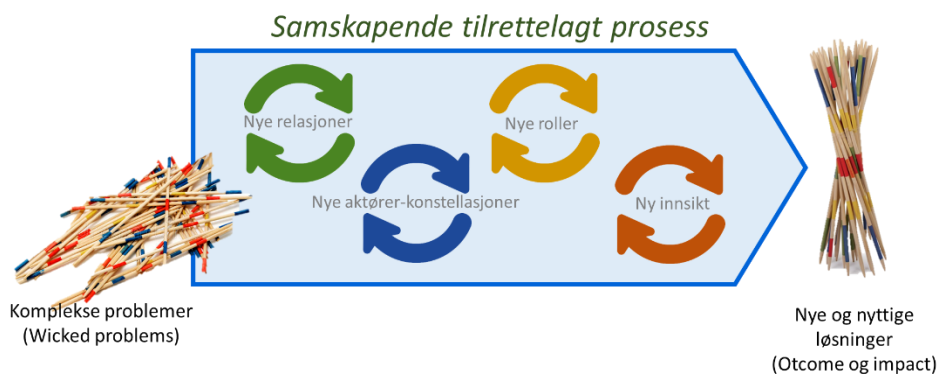 Samskapende tilrettelagt prosess
Nye relasjoner
Nye roller
Nye aktører-konstellasjoner
Ny innsikt
Komplekse problemer
(Wicked problems)
Nye og nyttige
løsninger
(Otcome og impact)